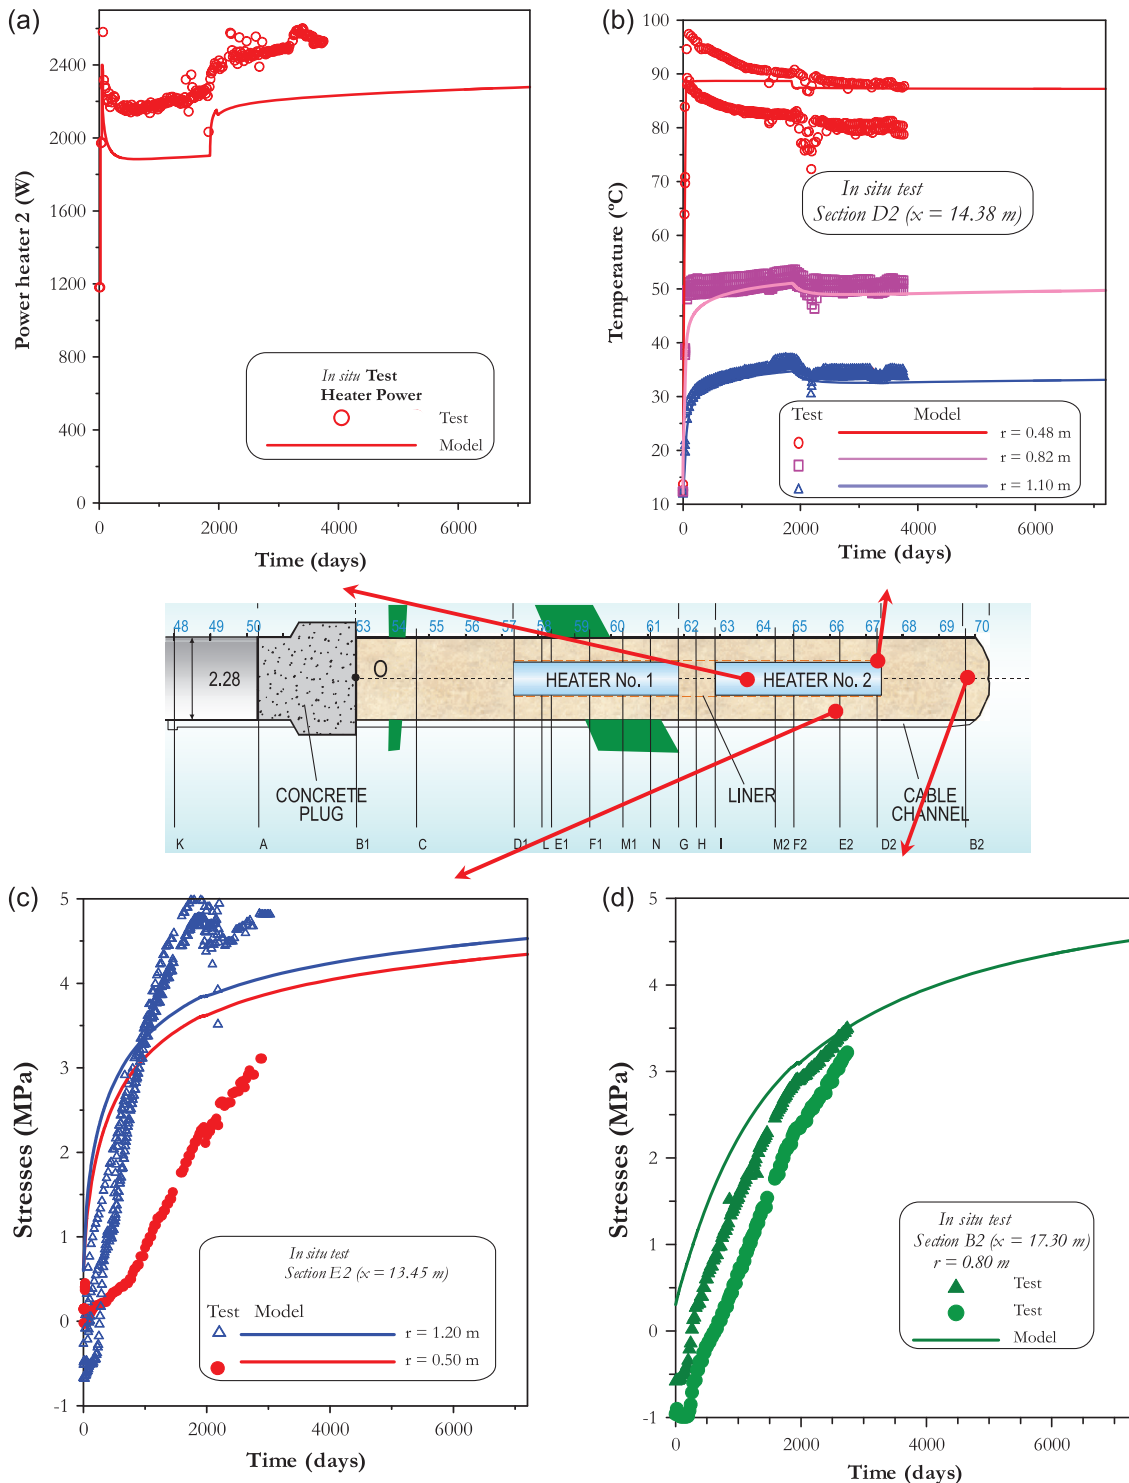 (a)
Power heater 2 (W)
2400
2000
1600
1200
800
400
0
0 2000 4000 6000
Time (days)
In situ Test
Heater Power
Test
Model
(b)
Temperature (ºC)
100
90
80
70
60
50
40
30
20
10
0 2000 4000 6000
Time (days)
In situ test
Section D2 (x = 14.38 m)
Test Model
r = 0.48 m
r = 0.82 m
r = 1.10 m
48 49 50 53 54 55 56 57 58 59 60 61 62 63 64 65 66 67 68 69 70
2.28
O
HEATER No. 1
HEATER No. 2
CONCRETE
PLUG
LINER
CABLE
CHANNEL
K A B1 C D1 L E1 F1 M1 N G H I M2 F2 E2 D2 B2
(c)
Stresses (MPa)
5
4
3
2
1
0
-1
0 2000 4000 6000
Time (days)
In situ test
Section E2 (x = 13.45 m)
Test Model
r = 1.20 m
r = 0.50 m
(d)
Stresses (MPa)
5
4
3
2
1
0
-1
0 2000 4000 6000
Time (days)
In situ test
Section B2 (x = 17.30 m)
r = 0.80 m
Test
Test
Model